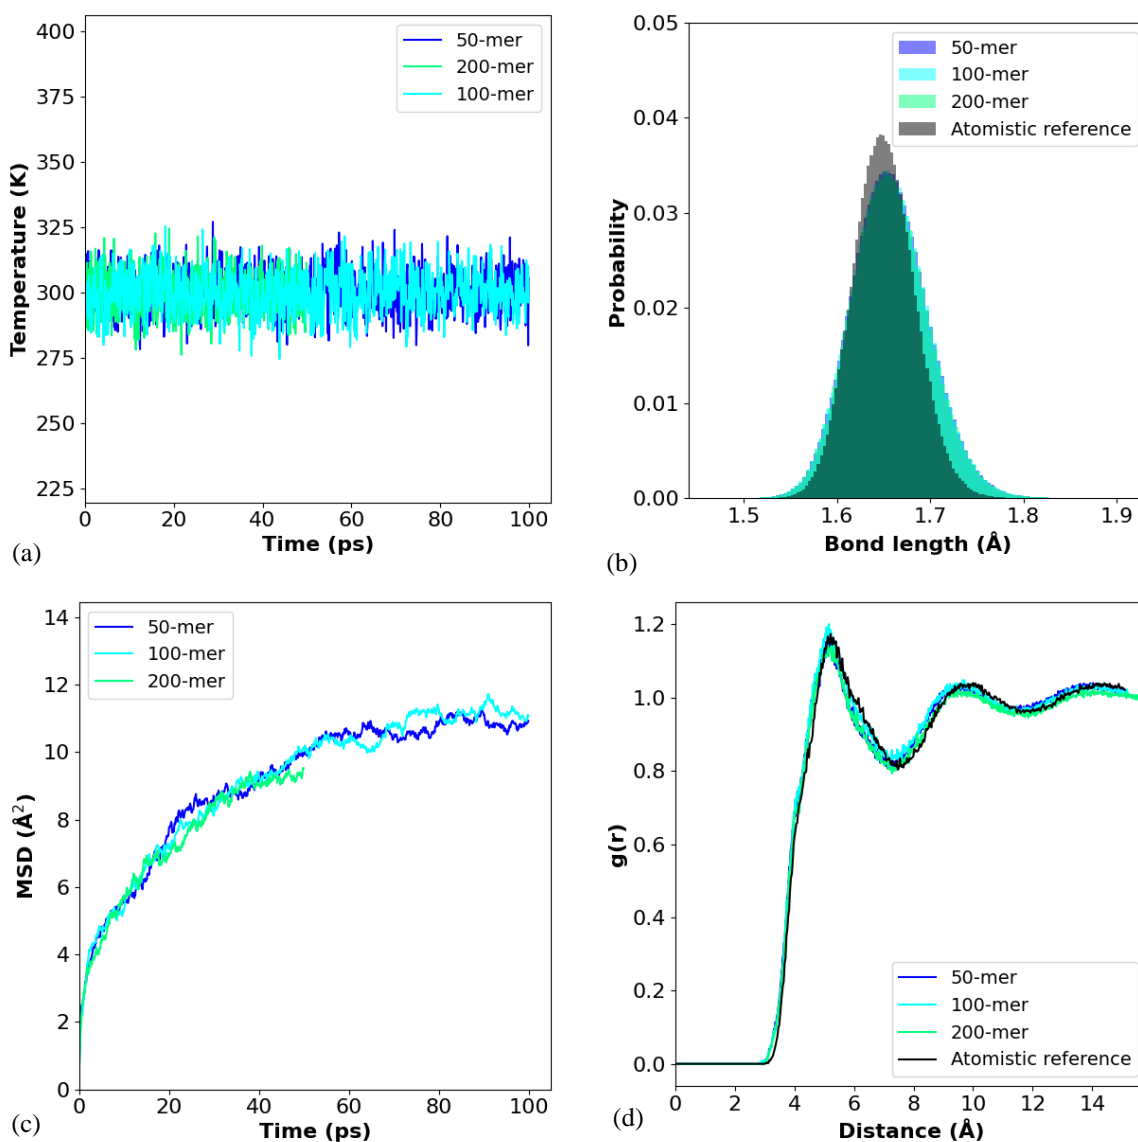 400
375
350
325
300
275
250
225
0 20 40 60 80 100
Temperature (K)
Time (ps)
50-mer
200-mer
100-mer
(a)
0.05
0.04
0.03
0.02
0.01
0.00
1.5 1.6 1.7 1.8 1.9
Probability
Bond length (Å)
50-mer
100-mer
200-mer
Atomistic reference
(b)
14
12
10
8
6
4
2
0
0 20 40 60 80 100
MSD (Å²)
Time (ps)
50-mer
100-mer
200-mer
(c)
1.2
1.0
0.8
0.6
0.4
0.2
0.0
0 2 4 6 8 10 12 14
g(r)
Distance (Å)
50-mer
100-mer
200-mer
Atomistic reference
(d)